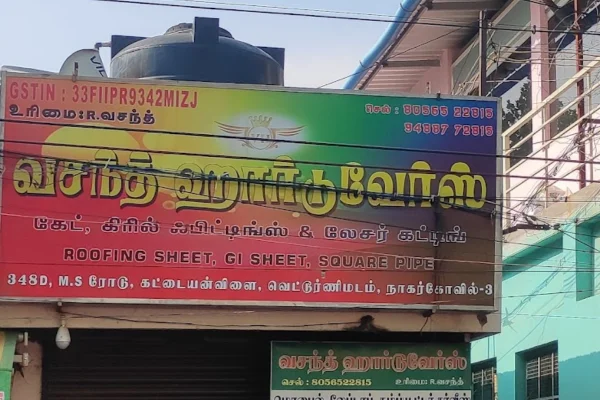 GSTIN : 33FIIPR9342MIZJ
செல் : 80565 22815
உரிமை:R.வசந்த்
94887 72815
வசந்த் ஹார்டுவேர்ஸ்
கேட், கிரில் ஃபிட்டிங்ஸ் & லேசர் கட்டிங்
ROOFING SHEET, GI SHEET, SQUARE PIPE
348D, M.S ரோடு, கட்டையன்விளை, வெட்டூர்ணிமடம், நாகர்கோவில்-3
வசந்த் ஹார்டுவேர்ஸ்
செல் : 8056522815 உரிமை: R.வசந்த்